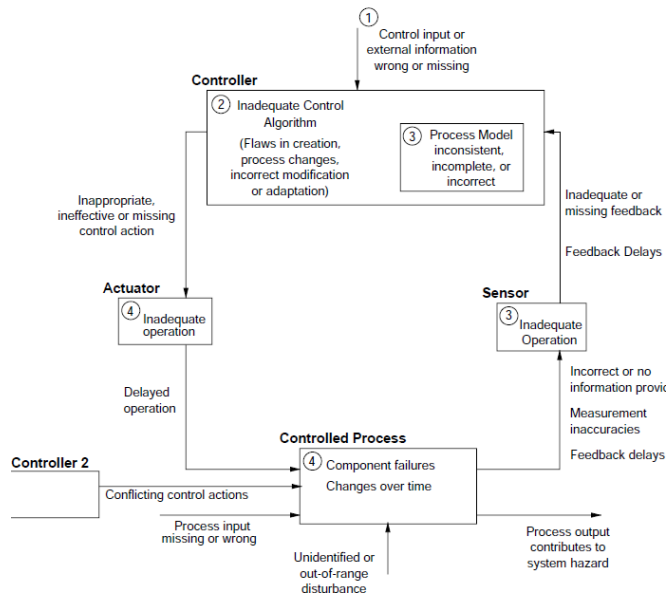 1
Control input or
external information
wrong or missing
Controller
2 Inadequate Control
Algorithm
(Flaws in creation,
process changes,
incorrect modification
or adaptation)
3 Process Model
inconsistent,
incomplete, or
incorrect
Inappropriate,
ineffective or missing
control action
Inadequate or
missing feedback
Feedback Delays
Actuator
4 Inadequate
operation
Sensor
3 Inadequate
Operation
Delayed
operation
Incorrect or no
information provid
Measurement
inaccuracies
Feedback delays
Controlled Process
4 Component failures
Changes over time
Controller 2
Conflicting control actions
Process input
missing or wrong
Unidentified or
out-of-range
disturbance
Process output
contributes to
system hazard